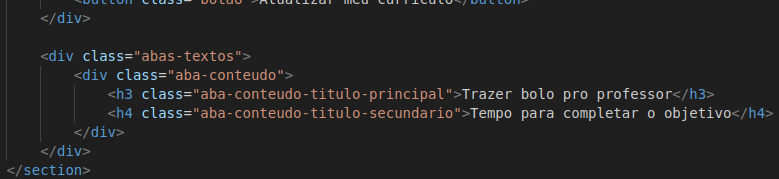 <button class="botao">Atualizar meu currículo</button>
</div>
<div class="abas-textos">
<div class="aba-conteudo">
<h3 class="aba-conteudo-titulo-principal">Trazer bolo pro professor</h3>
<h4 class="aba-conteudo-titulo-secundario">Tempo para completar o objetivo</h4>
</div>
</div>
</section>